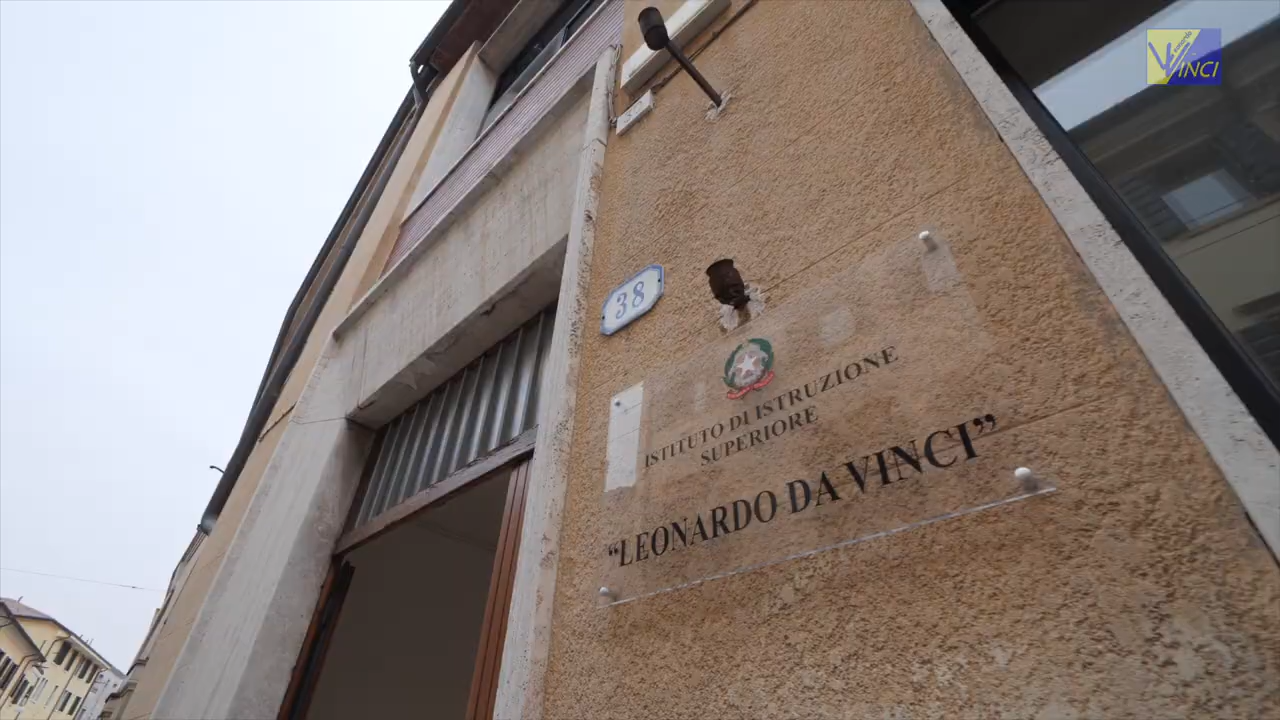 VINCI
38
ISTITUTO DI ISTRUZIONE
SUPERIORE
“LEONARDO DA VINCI”